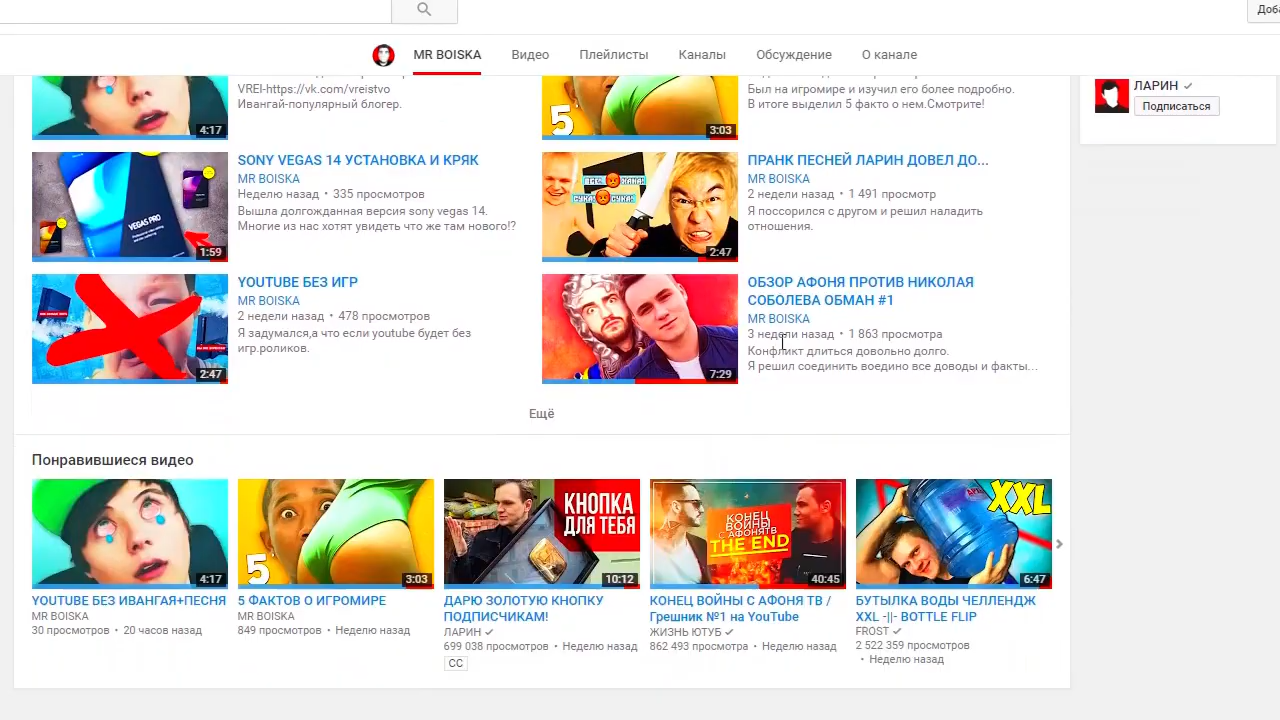 Доба
MR BOISKA Видео Плейлисты Каналы Обсуждение О канале
VREI-https://vk.com/vreistvo
Ивангай-популярный блогер.
4:17
Был на игромире и изучил его более подробно.
В итоге выделил 5 факто о нем.Смотрите!
5
3:03
ЛАРИН
Подписаться
SONY VEGAS 14 УСТАНОВКА И КРЯК
MR BOISKA
Неделю назад • 335 просмотров
Вышла долгожданная версия sony vegas 14.
Многие из нас хотят увидеть что же там нового!?
VEGAS PRO
1:59
ПРАНК ПЕСНЕЙ ЛАРИН ДОВЕЛ ДО...
MR BOISKA
2 недели назад • 1 491 просмотр
Я поссорился с другом и решил наладить
отношения.
2:47
YOUTUBE БЕЗ ИГР
MR BOISKA
2 недели назад • 478 просмотров
Я задумался,а что если youtube будет без
игр.роликов.
2:47
ОБЗОР АФОНЯ ПРОТИВ НИКОЛАЯ
СОБОЛЕВА ОБМАН #1
MR BOISKA
3 недели назад • 1 863 просмотра
Конфликт длиться довольно долго.
Я решил соединить воедино все доводы и факты...
7:29
Ещё
Понравившиеся видео
4:17
YOUTUBE БЕЗ ИВАНГАЯ+ПЕСНЯ
MR BOISKA
30 просмотров • 20 часов назад
5
3:03
5 ФАКТОВ О ИГРОМИРЕ
MR BOISKA
849 просмотров • Неделю назад
КНОПКА
ДЛЯ ТЕБЯ
10:12
ДАРЮ ЗОЛОТУЮ КНОПКУ
ПОДПИСЧИКАМ!
ЛАРИН
699 038 просмотров • Неделю назад
CC
КОНЕЦ
ВОЙНЫ
С АФОНЯТВ
THE END
40:45
КОНЕЦ ВОЙНЫ С АФОНЯ ТВ /
Грешник №1 на YouTube
ЖИЗНЬ ЮТУБ
862 493 просмотра • Неделю назад
XXL
6:47
БУТЫЛКА ВОДЫ ЧЕЛЛЕНДЖ
XXL -||- BOTTLE FLIP
FROST
2 522 359 просмотров
• Неделю назад